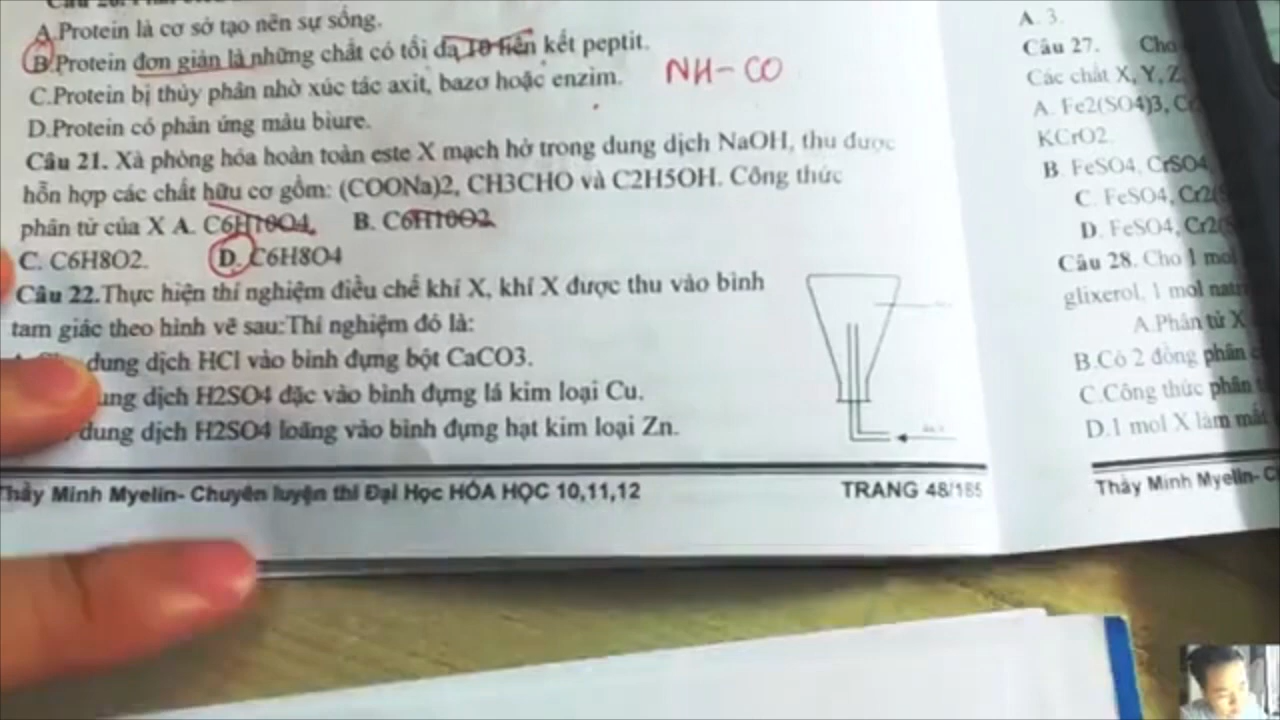 A.Protein là cơ sở tạo nên sự sống.
B.Protein đơn giản là những chất có tối đa 10 liên kết peptit.
NH-CO
C.Protein bị thủy phân nhờ xúc tác axit, bazơ hoặc enzim.
D.Protein có phản ứng màu biure.
Câu 21. Xà phòng hóa hoàn toàn este X mạch hở trong dung dịch NaOH, thu được
hỗn hợp các chất hữu cơ gồm: (COONa)2, CH3CHO và C2H5OH. Công thức
phân tử của X A. C6H10O4. B. C6H10O2.
C. C6H8O2. D. C6H8O4
Câu 22.Thực hiện thí nghiệm điều chế khí X, khí X được thu vào bình
tam giác theo hình vẽ sau:Thí nghiệm đó là:
dung dịch HCl vào bình đựng bột CaCO3.
dung dịch H2SO4 đặc vào bình đựng lá kim loại Cu.
dung dịch H2SO4 loãng vào bình đựng hạt kim loại Zn.
Thầy Minh Myelin- Chuyên luyện thi Đại Học HÓA HỌC 10,11,12 TRANG 48/165
A. 3.
Câu 27. Cho
Các chất X, Y, Z
A. Fe2(SO4)3, Cr
KCrO2.
B. FeSO4, CrSO4
C. FeSO4, Cr2(S
D. FeSO4, Cr2(S
Câu 28. Cho 1 mol
glixerol, 1 mol natri
A.Phân tử X
B.Có 2 đồng phân
C.Công thức phân
D.1 mol X làm mất
Thầy Minh Myelin- C